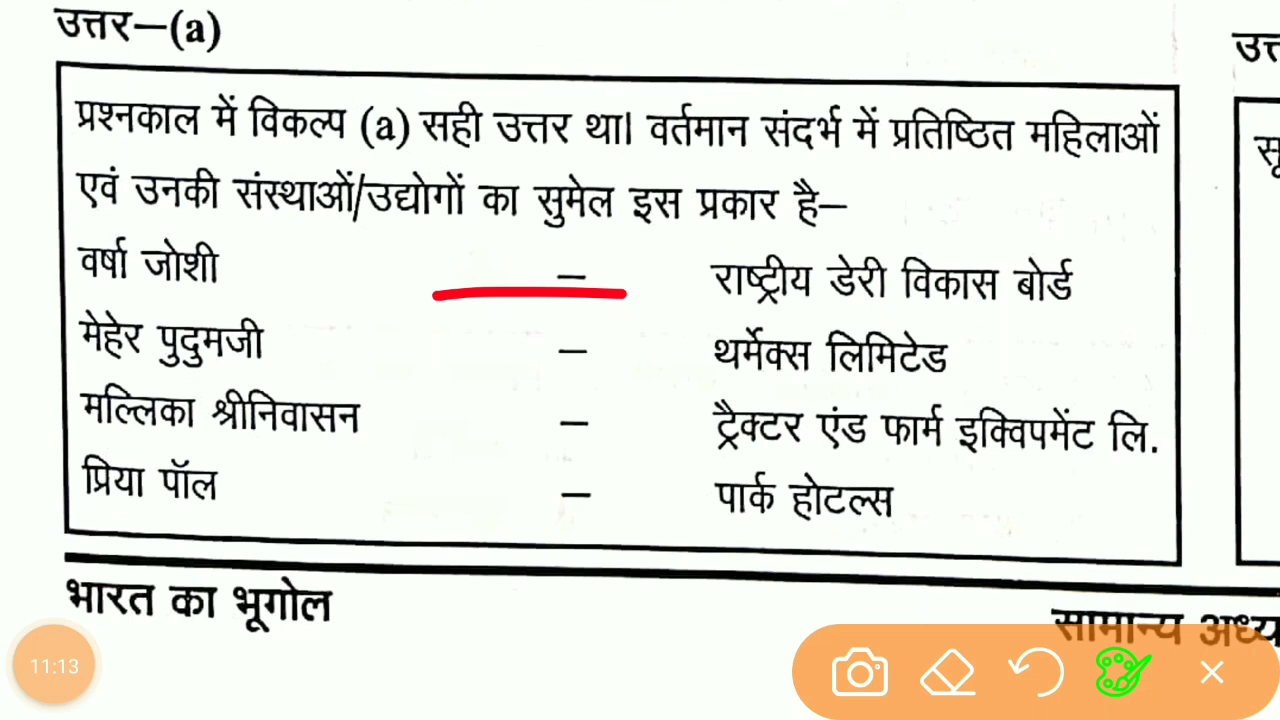 उत्तर–(a)
प्रश्नकाल में विकल्प (a) सही उत्तर था। वर्तमान संदर्भ में प्रतिष्ठित महिलाओं
एवं उनकी संस्थाओं/उद्योगों का सुमेल इस प्रकार है–
वर्षा जोशी – राष्ट्रीय डेरी विकास बोर्ड
मेहेर पुदुमजी – थर्मेक्स लिमिटेड
मल्लिका श्रीनिवासन – ट्रैक्टर एंड फार्म इक्विपमेंट लि.
प्रिया पॉल – पार्क होटल्स
भारत का भूगोल
सामान्य
11:13